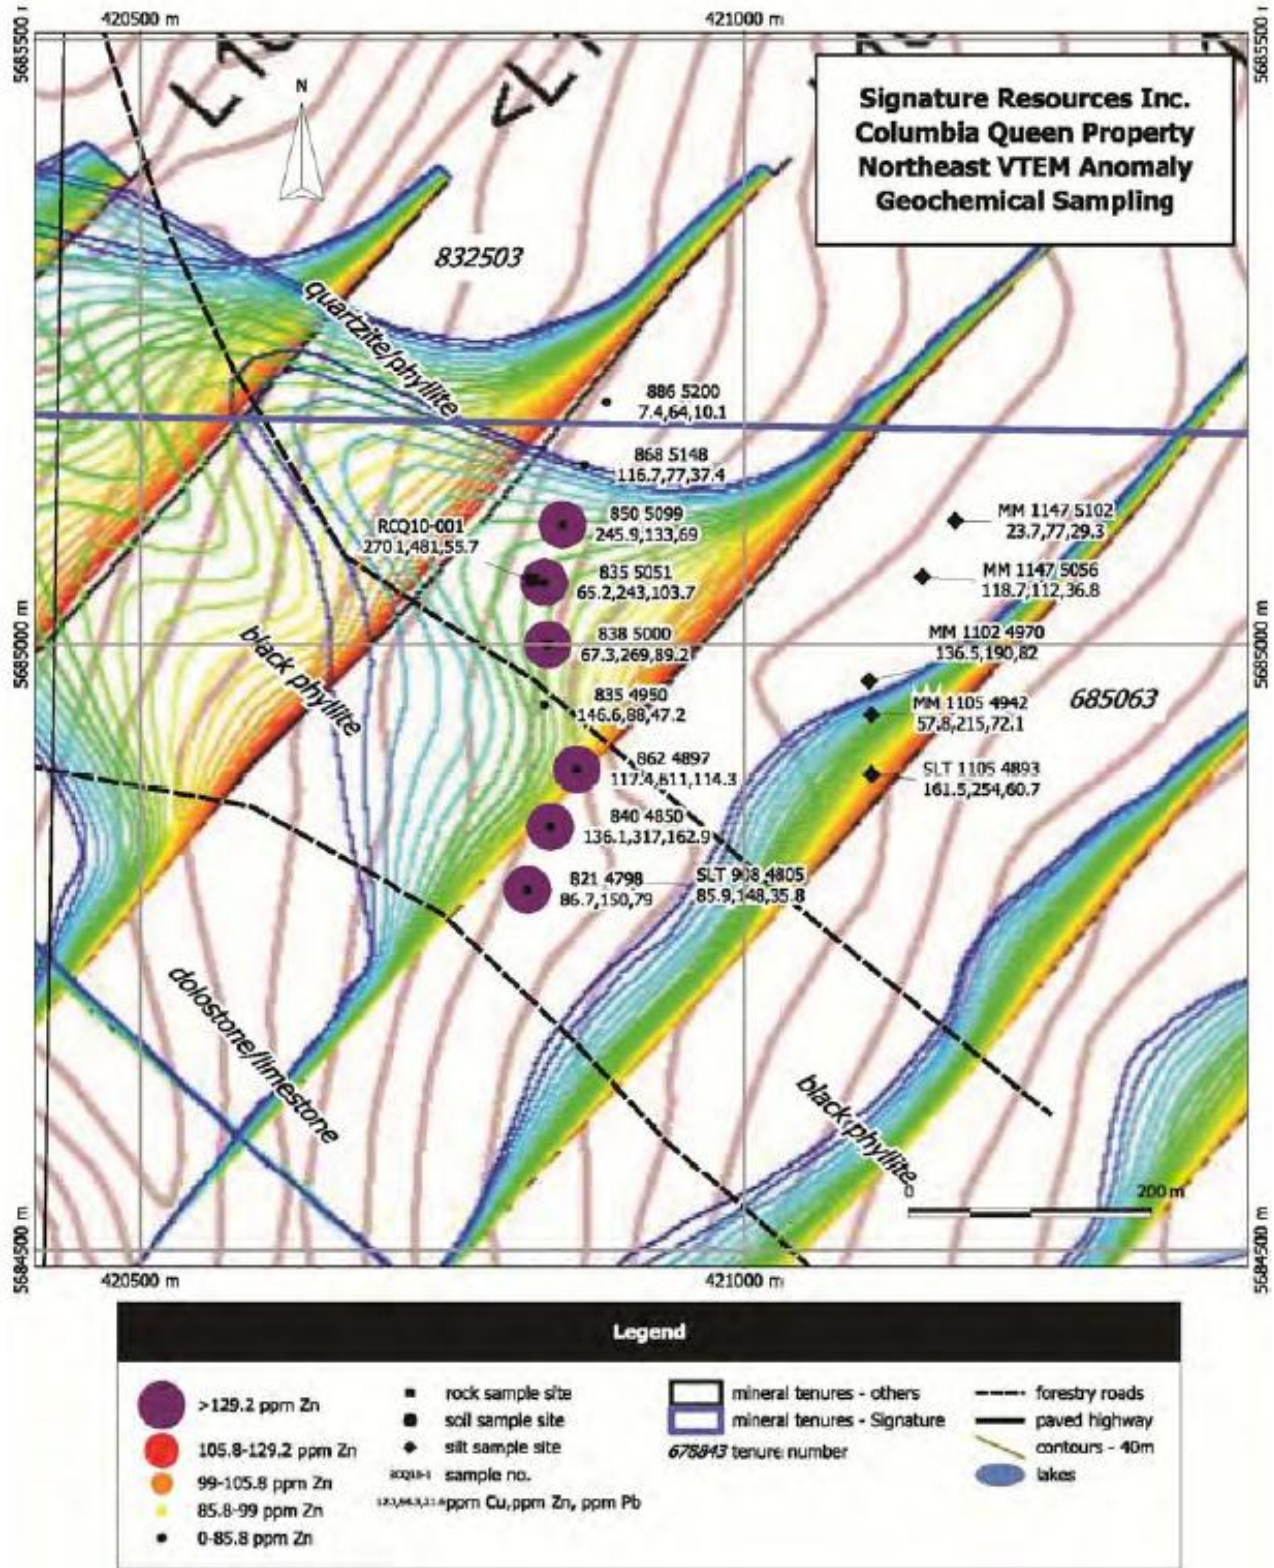 420500 m
421000 m
5685500 m
5685500 m
Signature Resources Inc.
Columbia Queen Property
Northeast VTEM Anomaly
Geochemical Sampling
N
832503
quartzite/phyllite
886 5200
7.4,64,10.1
868 5148
116.7,77,37.4
850 5099
245.9,133,69
RCQ10-001
270 1,481,55.7
835 5051
65.2,243,103.7
838 5000
67.3,269,89.2
835 4950
146.6,88,47.2
862 4897
117.4,611,114.3
840 4850
136.1,317,162.9
821 4798
86.7,150,79
SLT 908 4805
85.9,148,35.8
MM 1147 5102
23.7,77,29.3
MM 1147 5056
118.7,112,36.8
MM 1102 4970
136.5,190,82
MM 1105 4942
57.8,215,72.1
SLT 1105 4893
161.5,254,60.7
685063
5685000 m
5685000 m
black phyllite
dolostone/limestone
black phyllite
0
200 m
5684500 m
5684500 m
420500 m
421000 m
Legend
>129.2 ppm Zn
105.8-129.2 ppm Zn
99-105.8 ppm Zn
85.8-99 ppm Zn
0-85.8 ppm Zn
rock sample site
soil sample site
silt sample site
sample no.
ppm Cu,ppm Zn, ppm Pb
mineral tenures - others
mineral tenures - Signature
678843 tenure number
forestry roads
paved highway
contours - 40m
lakes